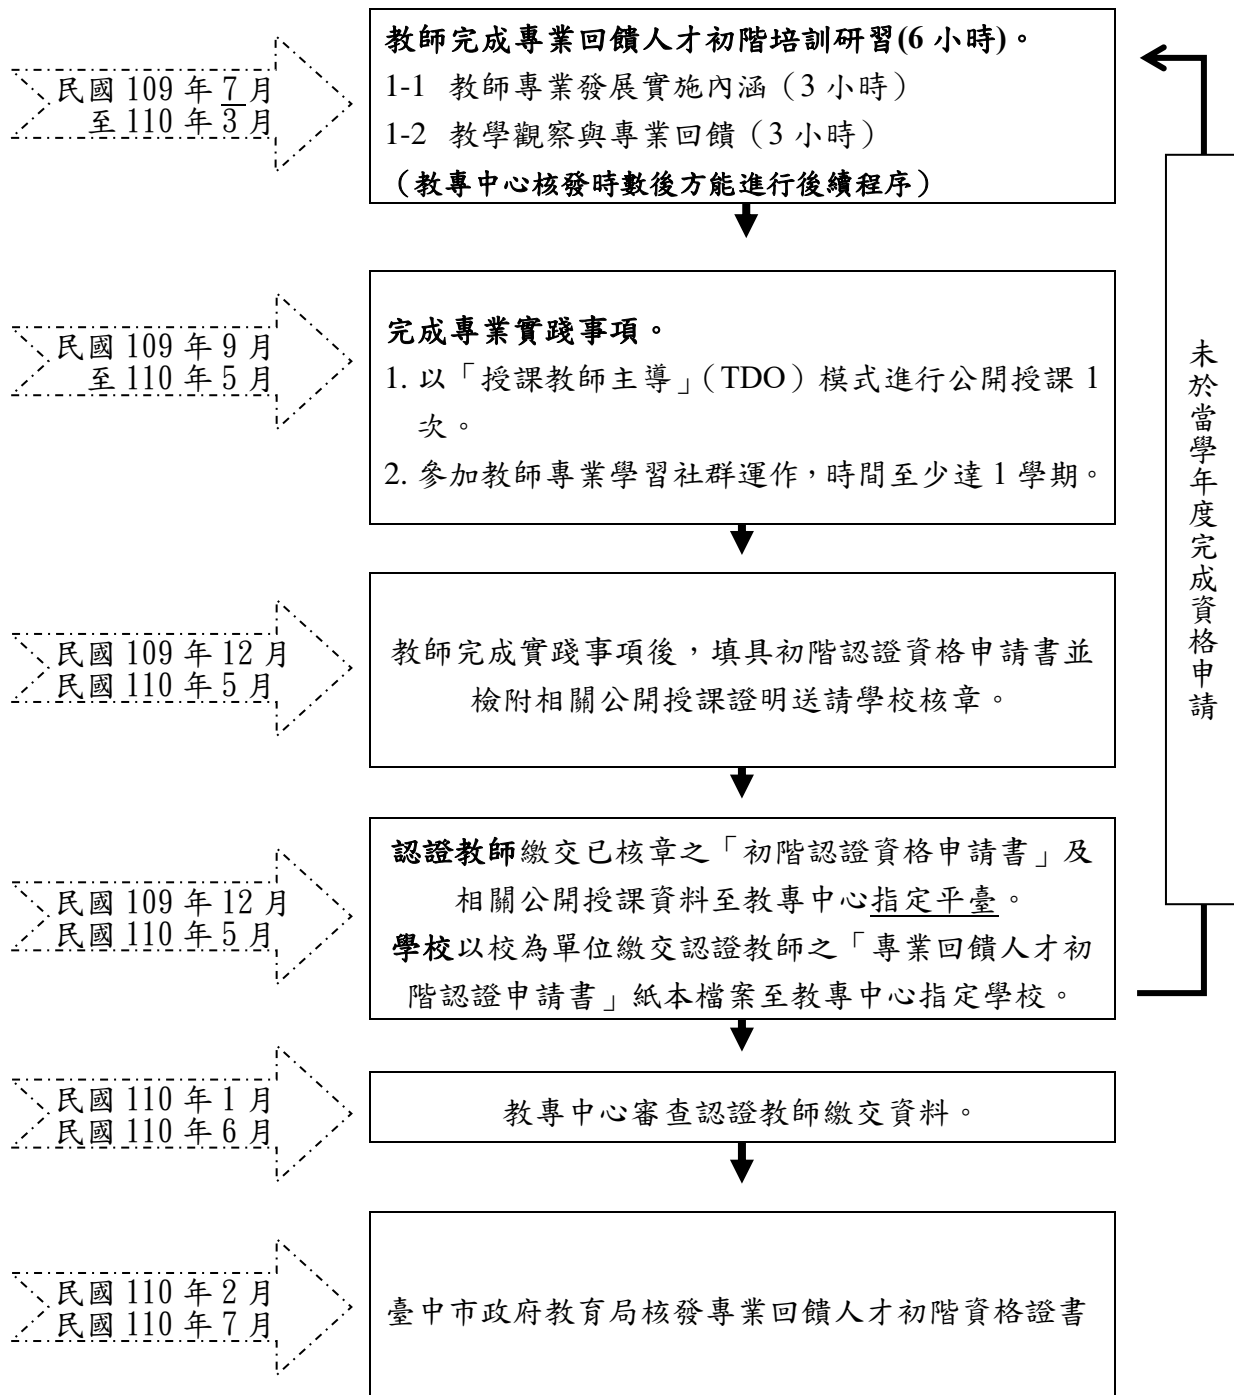 民國 109 年 7 月
至 110 年 3 月
教師完成專業回饋人才初階培訓研習(6 小時)。
1-1 教師專業發展實施內涵（3 小時）
1-2 教學觀察與專業回饋（3 小時）
（教專中心核發時數後方能進行後續程序）
民國 109 年 9 月
至 110 年 5 月
完成專業實踐事項。
1. 以「授課教師主導」（TDO）模式進行公開授課 1
次。
2. 參加教師專業學習社群運作，時間至少達 1 學期。
民國 109 年 12 月
民國 110 年 5 月
教師完成實踐事項後，填具初階認證資格申請書並
檢附相關公開授課證明送請學校核章。
民國 109 年 12 月
民國 110 年 5 月
認證教師繳交已核章之「初階認證資格申請書」及
相關公開授課資料至教專中心指定平臺。
學校以校為單位繳交認證教師之「專業回饋人才初
階認證申請書」紙本檔案至教專中心指定學校。
民國 110 年 1 月
民國 110 年 6 月
教專中心審查認證教師繳交資料。
民國 110 年 2 月
民國 110 年 7 月
臺中市政府教育局核發專業回饋人才初階資格證書
未於當學年度完成資格申請